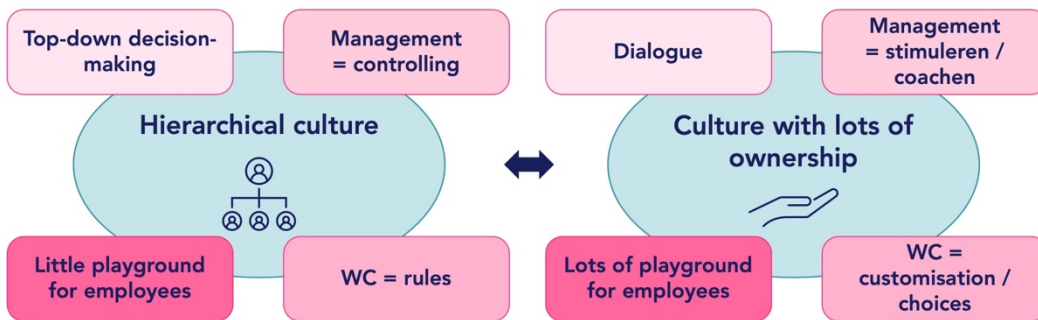 Top-down decision-
making
Management
= controlling
Hierarchical culture
Little playground
for employees
WC = rules
Dialogue
Management
= stimuleren /
coachen
Culture with lots of
ownership
Lots of playground
for employees
WC =
customisation /
choices